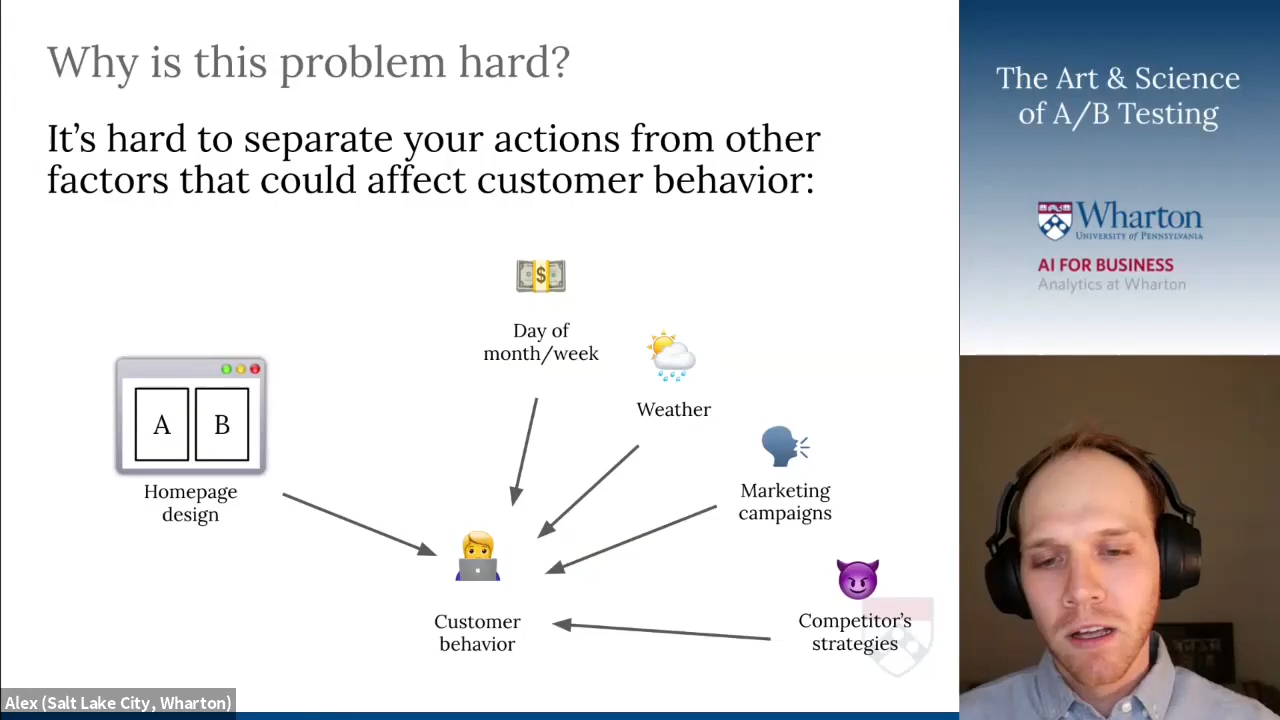 Why is this problem hard?
It's hard to separate your actions from other
factors that could affect customer behavior:
$
Day of
month/week
Weather
A B
Homepage
design
Marketing
campaigns
Customer
behavior
Competitor's
strategies
Alex (Salt Lake City, Wharton)
The Art & Science
of A/B Testing
Wharton
UNIVERSITY of PENNSYLVANIA
AI FOR BUSINESS
Analytics at Wharton